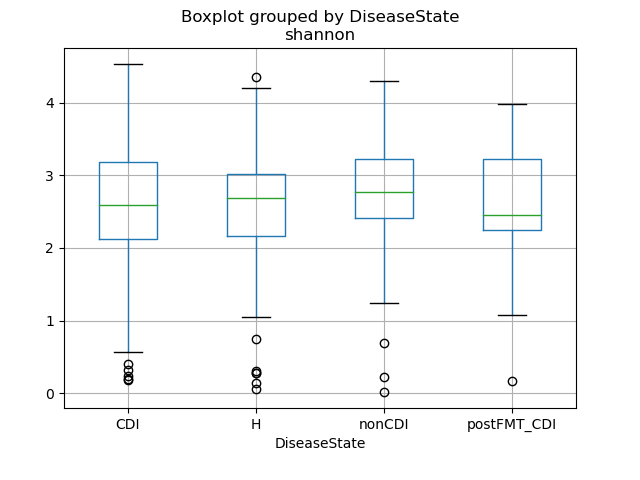 Boxplot grouped by DiseaseState
shannon
4
3
2
1
0
CDI
H
nonCDI
postFMT_CDI
DiseaseState